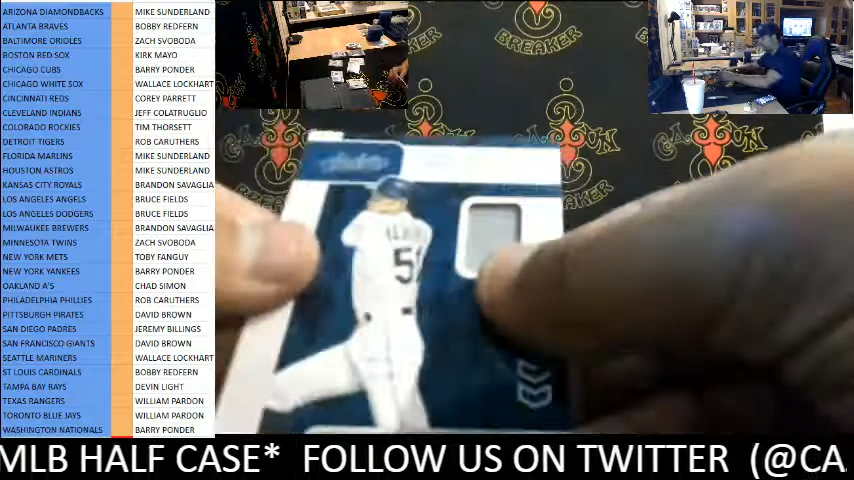 ARIZONA DIAMONDBACKS MIKE SUNDERLAND
ATLANTA BRAVES BOBBY REDFERN
BALTIMORE ORIOLES ZACH SVOBODA
BOSTON RED SOX KIRK MAYO
CHICAGO CUBS BARRY PONDER
CHICAGO WHITE SOX WALLACE LOCKHART
CINCINNATI REDS COREY PARRETT
CLEVELAND INDIANS JEFF COLATRUGLIO
COLORADO ROCKIES TIM THORSETT
DETROIT TIGERS ROB CARUTHERS
FLORIDA MARLINS MIKE SUNDERLAND
HOUSTON ASTROS MIKE SUNDERLAND
KANSAS CITY ROYALS BRANDON SAVAGLIA
LOS ANGELES ANGELS BRUCE FIELDS
LOS ANGELES DODGERS BRUCE FIELDS
MILWAUKEE BREWERS BRANDON SAVAGLIA
MINNESOTA TWINS ZACH SVOBODA
NEW YORK METS TOBY FANGUY
NEW YORK YANKEES BARRY PONDER
OAKLAND A'S CHAD SIMON
PHILADELPHIA PHILLIES ROB CARUTHERS
PITTSBURGH PIRATES DAVID BROWN
SAN DIEGO PADRES JEREMY BILLINGS
SAN FRANCISCO GIANTS DAVID BROWN
SEATTLE MARINERS WALLACE LOCKHART
ST LOUIS CARDINALS BOBBY REDFERN
TAMPA BAY RAYS DEVIN LIGHT
TEXAS RANGERS WILLIAM PARDON
TORONTO BLUE JAYS WILLIAM PARDON
WASHINGTON NATIONALS BARRY PONDER
BREAKER
BREAKER
51
MLB HALF CASE* FOLLOW US ON TWITTER (@CA